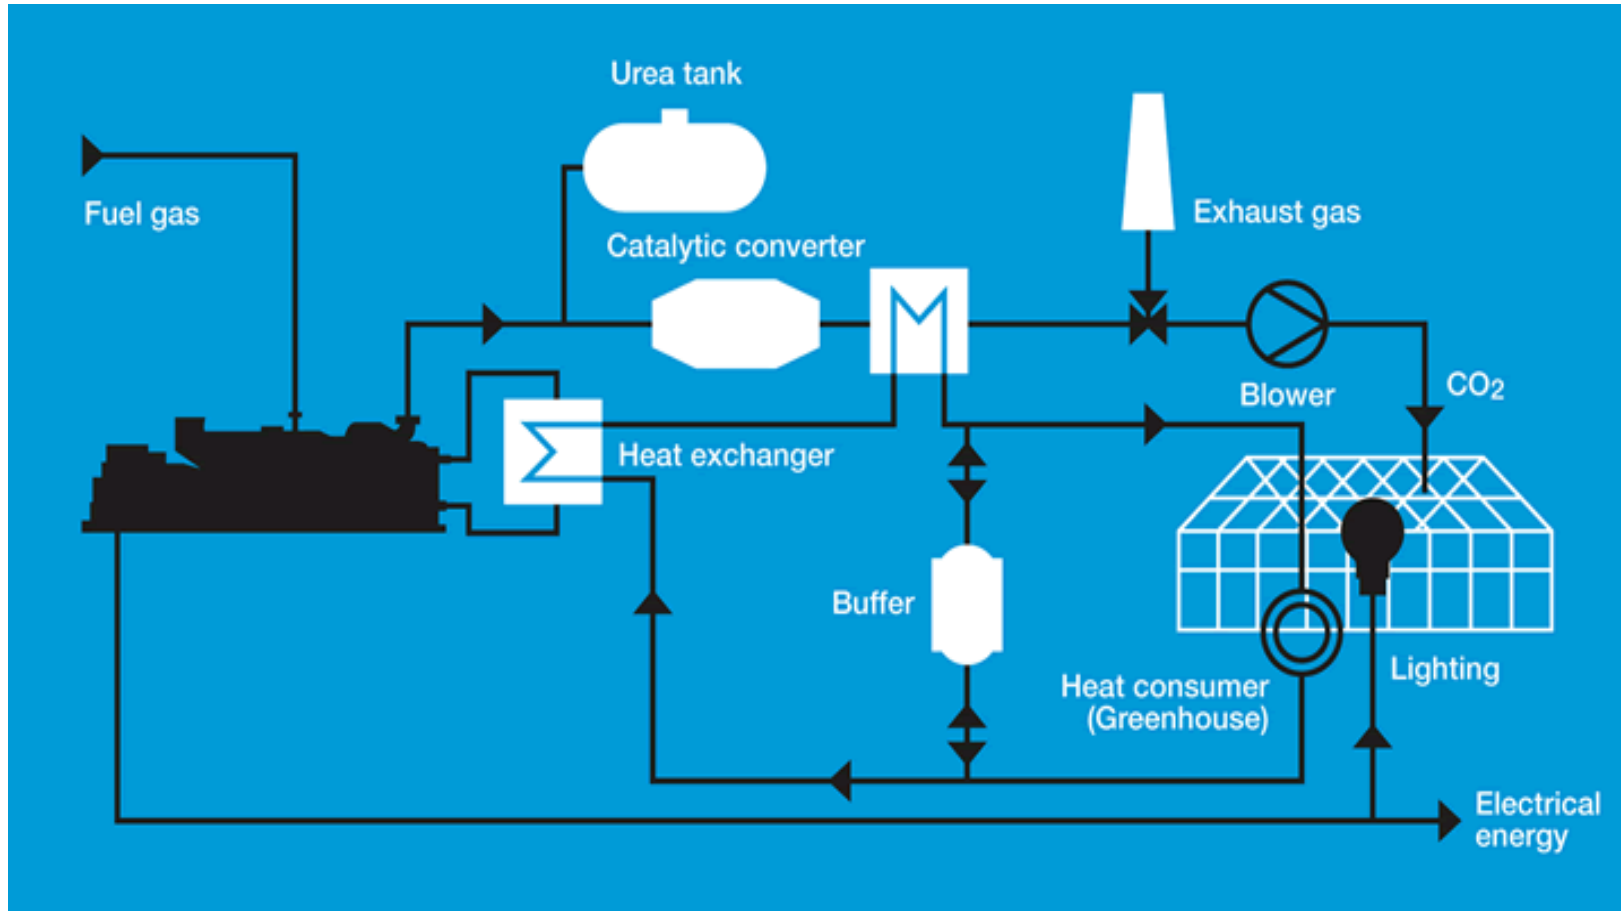 Urea tank
Fuel gas
Exhaust gas
Catalytic converter
Blower
CO2
Heat exchanger
Buffer
Lighting
Heat consumer
(Greenhouse)
Electrical
energy